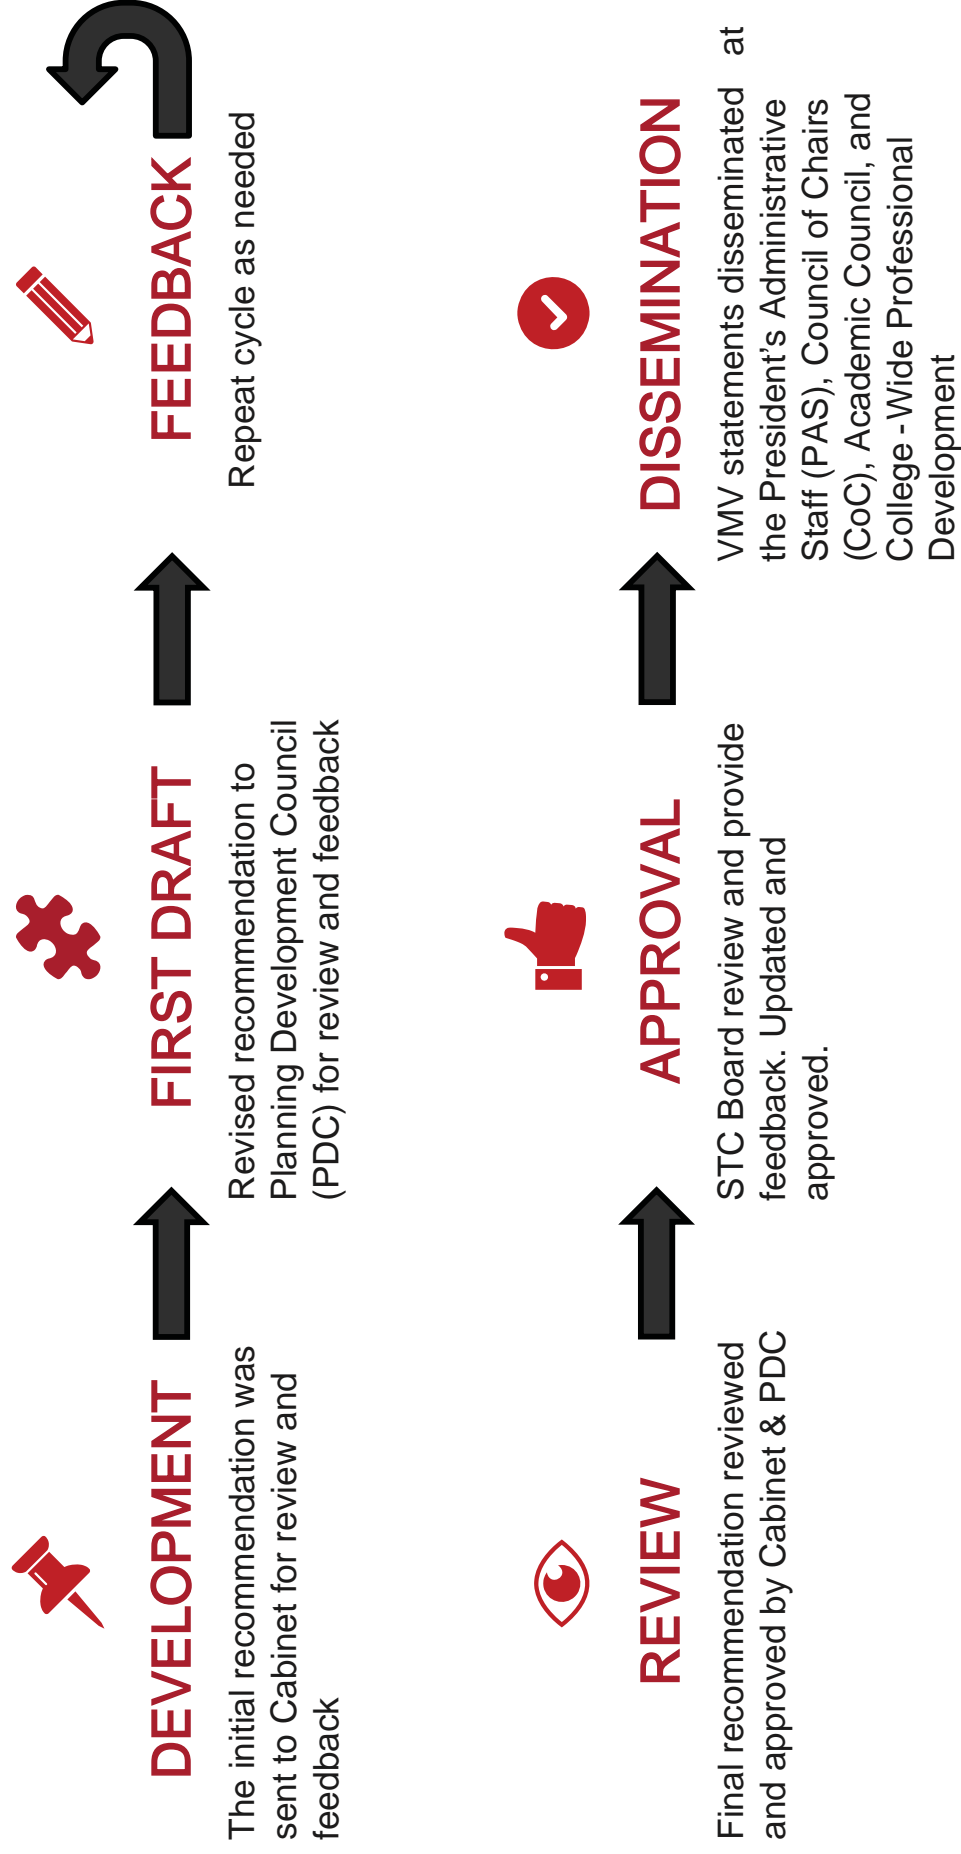 DEVELOPMENT
The initial recommendation was
sent to Cabinet for review and
feedback
FIRST DRAFT
Revised recommendation to
Planning Development Council
(PDC) for review and feedback
FEEDBACK
Repeat cycle as needed
REVIEW
Final recommendation reviewed
and approved by Cabinet & PDC
APPROVAL
STC Board review and provide
feedback. Updated and
approved.
DISSEMINATION
VMV statements disseminated at
the President's Administrative
Staff (PAS), Council of Chairs
(CoC), Academic Council, and
College - Wide Professional
Development